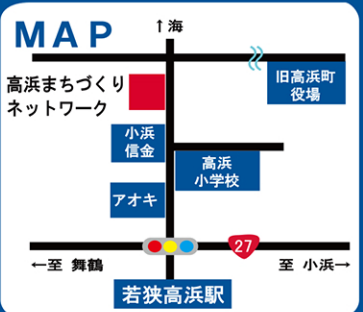 MAP
↑海
高浜まちづくり
ネットワーク
旧高浜町
役場
小浜
信金
高浜
小学校
アオキ
27
←至 舞鶴
至 小浜→
若狭高浜駅